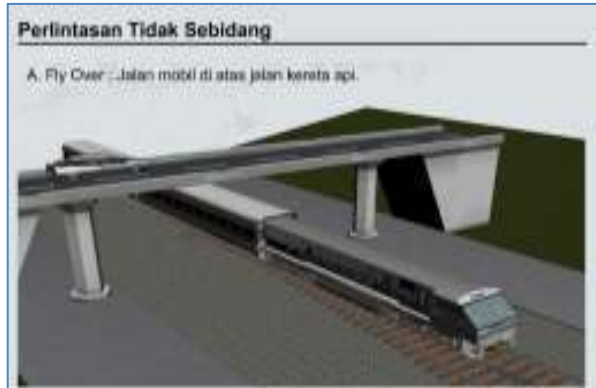 Perlintasan Tidak Sebidang
A. Fly Over : Jalan mobil di atas jalan kereta api.